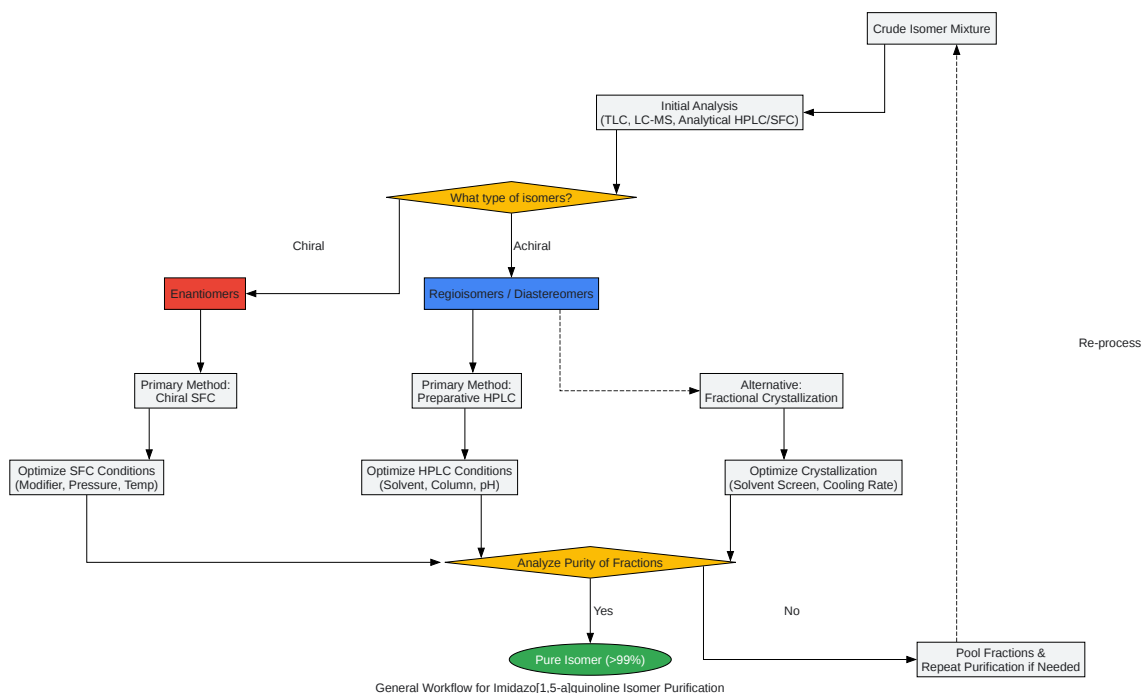 Crude Isomer Mixture
Initial Analysis
(TLC, LC-MS, Analytical HPLC/SFC)
What type of isomers?
Chiral
Achiral
Enantiomers
Regioisomers / Diastereomers
Re-process
Primary Method:
Chiral SFC
Primary Method:
Preparative HPLC
Alternative:
Fractional Crystallization
Optimize SFC Conditions
(Modifier, Pressure, Temp)
Optimize HPLC Conditions
(Solvent, Column, pH)
Optimize Crystallization
(Solvent Screen, Cooling Rate)
Analyze Purity of Fractions
Yes
No
Pure Isomer (>99%)
Pool Fractions &
Repeat Purification if Needed
General Workflow for Imidazo[1,5-a]quinoline Isomer Purification